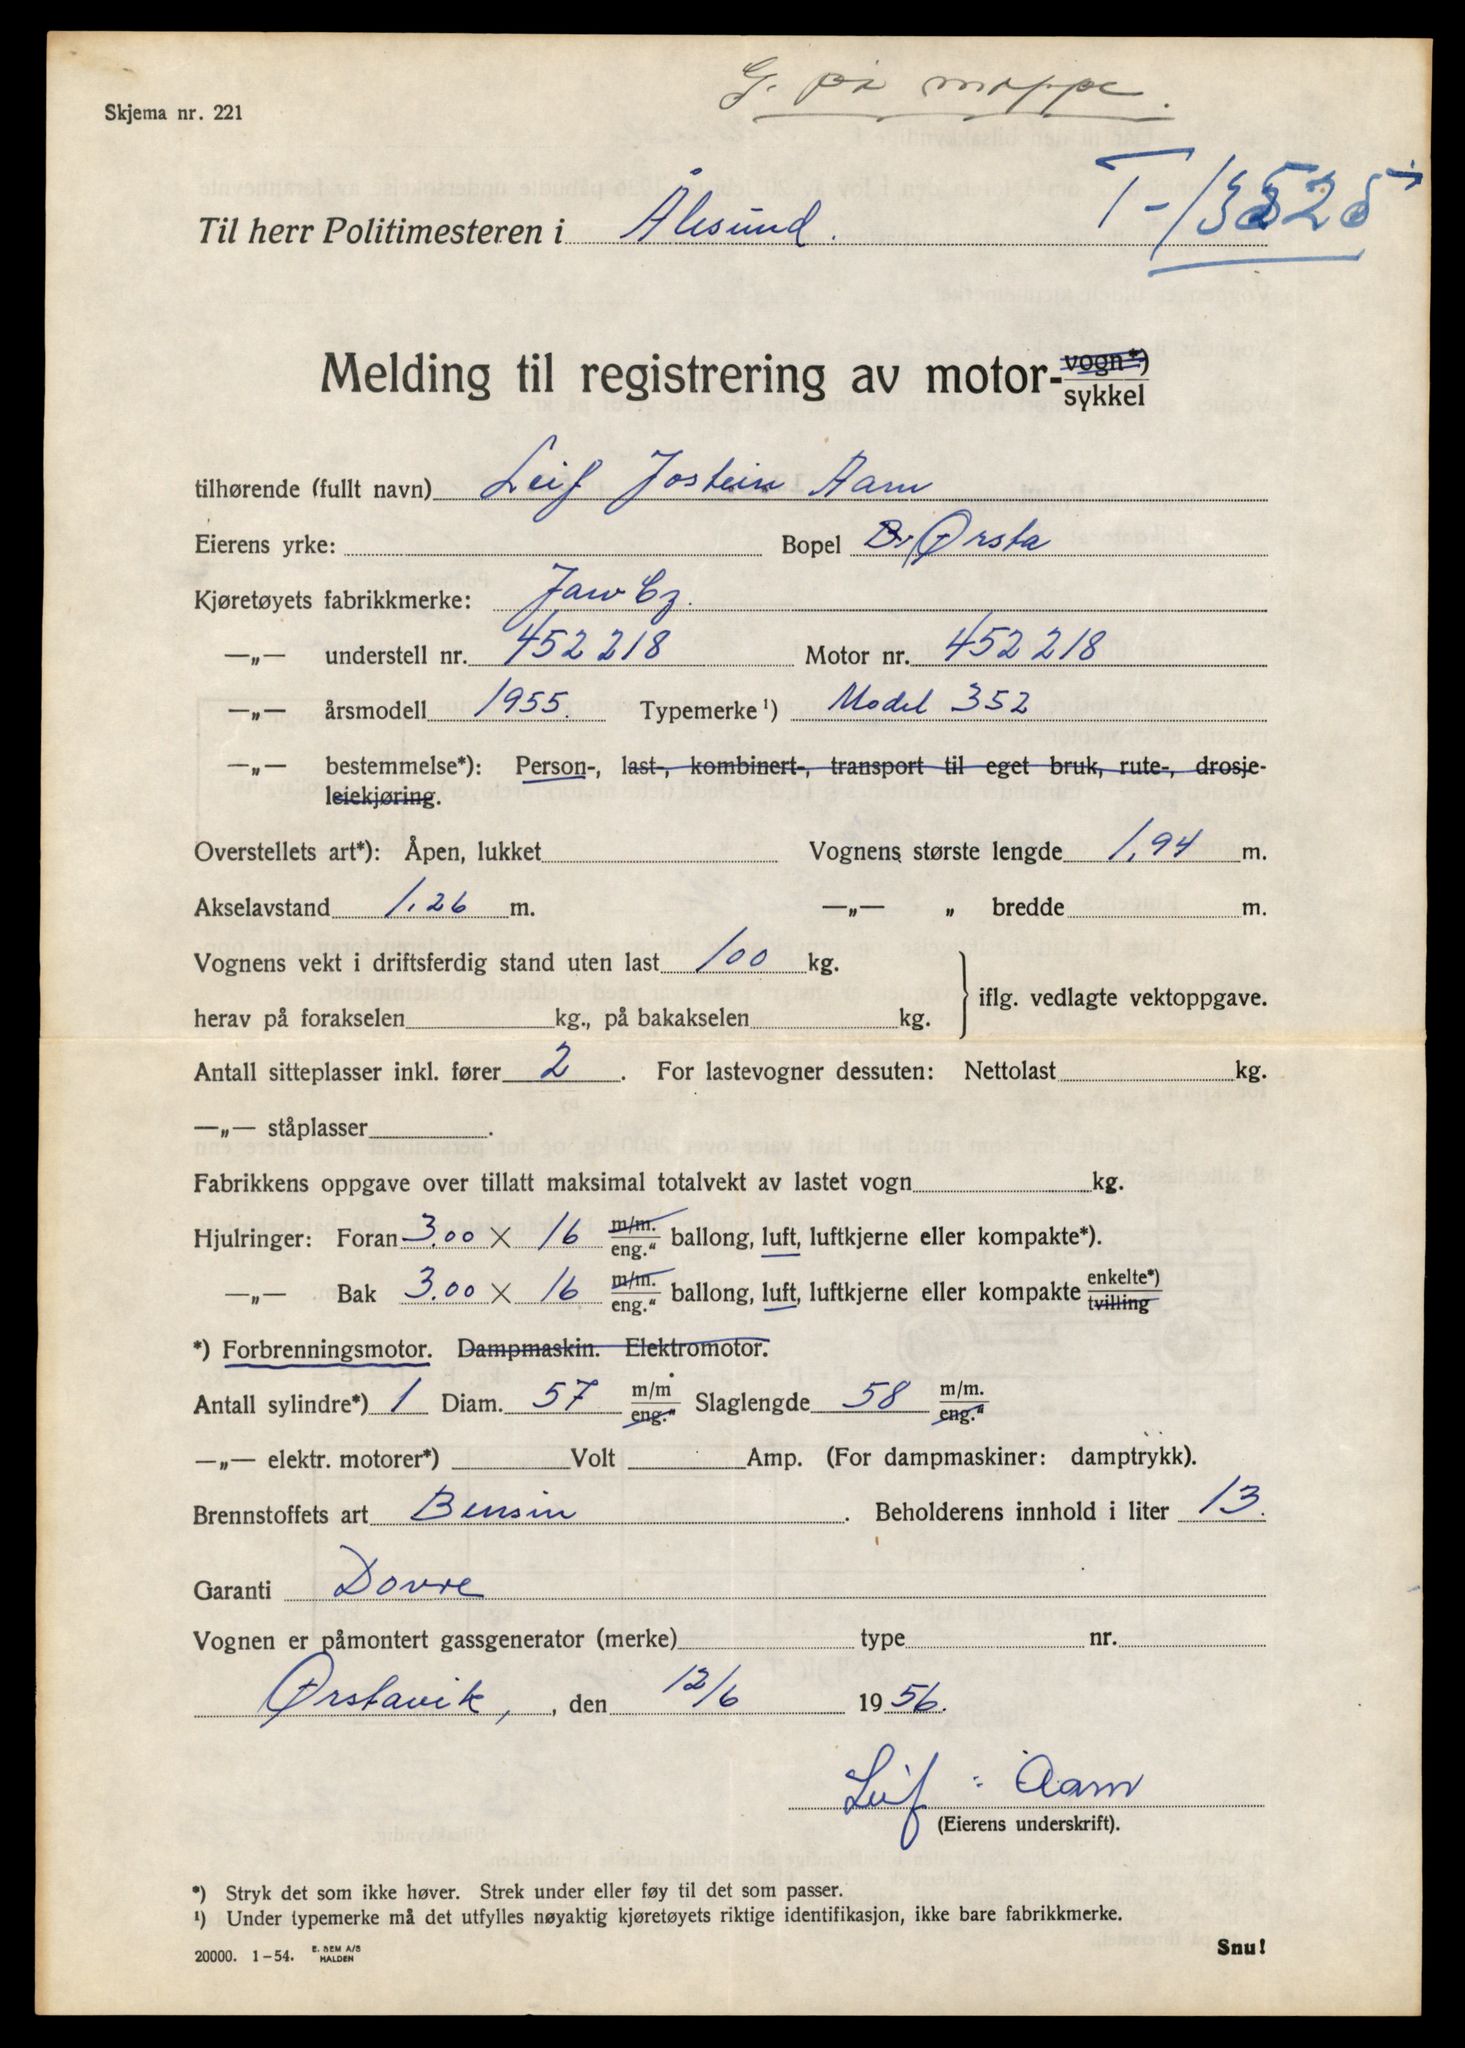 G. på mappe.
Skjema nr. 221
Til herr Politimesteren i Ålesund.
Melding til registrering av motor-vogn*)
sykkel
tilhørende (fullt navn) Leif Jostein Aam
Eierens yrke: Bopel Ørsta
Kjøretøyets fabrikkmerke: Jaw Cz.
—„— understell nr. 452 218 Motor nr. 452 218
—„— årsmodell 1955. Typemerke¹) Model 352
—„— bestemmelse*): Person-, last-, kombinert-, transport til eget bruk, rute-, drosje-
leiekjøring.
Overstellets art*): Åpen, lukket Vognens største lengde 1,94 m.
Akselavstand 1.26 m. —„— „ bredde m.
Vognens vekt i driftsferdig stand uten last 100 kg.
herav på forakselen kg., på bakakselen kg. iflg. vedlagte vektoppgave.
Antall sitteplasser inkl. fører 2 . For lastevogner dessuten: Nettolast kg.
—„— ståplasser .
Fabrikkens oppgave over tillatt maksimal totalvekt av lastet vogn kg.
Hjulringer: Foran 3.00 × 16 m/m. eng." ballong, luft, luftkjerne eller kompakte*).
—„— Bak 3.00 × 16 m/m. eng." ballong, luft, luftkjerne eller kompakte enkelte*) tvilling
*) Forbrenningsmotor. Dampmaskin. Elektromotor.
Antall sylindre*) 1 Diam. 57 m/m eng." Slaglengde 58 m/m. eng."
—„— elektr. motorer*) Volt Amp. (For dampmaskiner: damptrykk).
Brennstoffets art Bensin . Beholderens innhold i liter 13.
Garanti Dovre
Vognen er påmontert gassgenerator (merke) type nr.
Ørstavik, , den 12/6 19 56.
Leif Aam
(Eierens underskrift).
*) Stryk det som ikke høver. Strek under eller føy til det som passer.
¹) Under typemerke må det utfylles nøyaktig kjøretøyets riktige identifikasjon, ikke bare fabrikkmerke.
20000. 1-54. E. SEM A/S HALDEN
Snu!